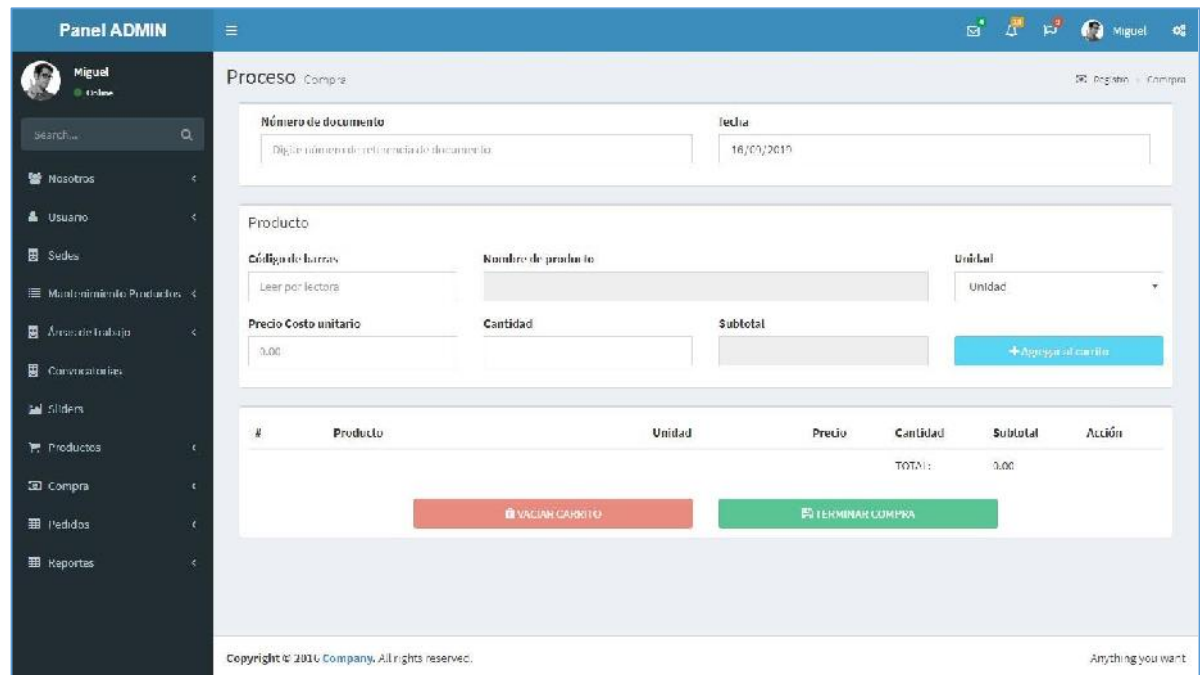 Panel ADMIN
Miguel
Miguel
Online
Search...
Nosotros
Usuario
Sedes
Mantenimiento Productos
Áreas de trabajo
Convocatorias
Sliders
Productos
Compra
Pedidos
Reportes
Proceso Compra
Registro > Compra
Número de documento
fecha
Digite número de referencia de documento
16/09/2019
Producto
Código de barras
Nombre de producto
Unidad
Leer por lectora
Unidad
Precio Costo unitario
Cantidad
Subtotal
0.00
+Agregar al carrito
# Producto Unidad Precio Cantidad Subtotal Acción
TOTAL: 0.00
VACIAR CARRITO
TERMINAR COMPRA
Copyright © 2016 Company. All rights reserved.
Anything you want